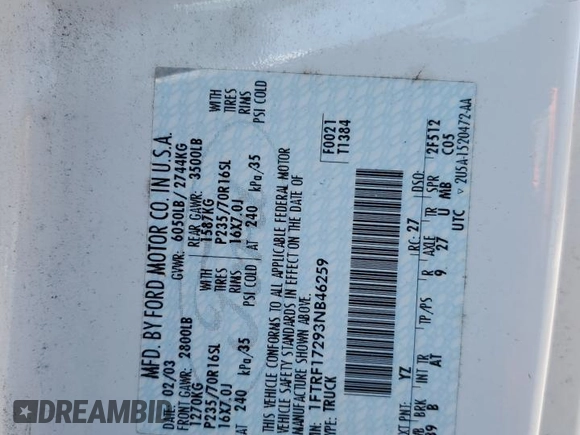 MFD. BY FORD MOTOR CO. IN U.S.A.
DATE: 02/03 GVWR: 6050LB / 2744KG
FRONT GAWR: 2800LB REAR GAWR: 3500LB
1270KG 1587KG WITH
P235/70R16SL P235/70R16SL TIRES
16X7.0J 16X7.0J RIMS
AT 240 kPa/35 PSI COLD AT 240 kPa/35 PSI COLD
THIS VEHICLE CONFORMS TO ALL APPLICABLE FEDERAL MOTOR
VEHICLE SAFETY STANDARDS IN EFFECT ON THE DATE OF
MANUFACTURE SHOWN ABOVE.
1FTRF17293NB46259
TYPE: TRUCK
F0021
T1384
EXT PNT: YZ RC: 27 DSO:
BRK INT TR TP/PS R AXLE TR SPR
B AT 9 27 U MB
2F512
C05
UTC
2U5A-1520472-AA
DREAMBID